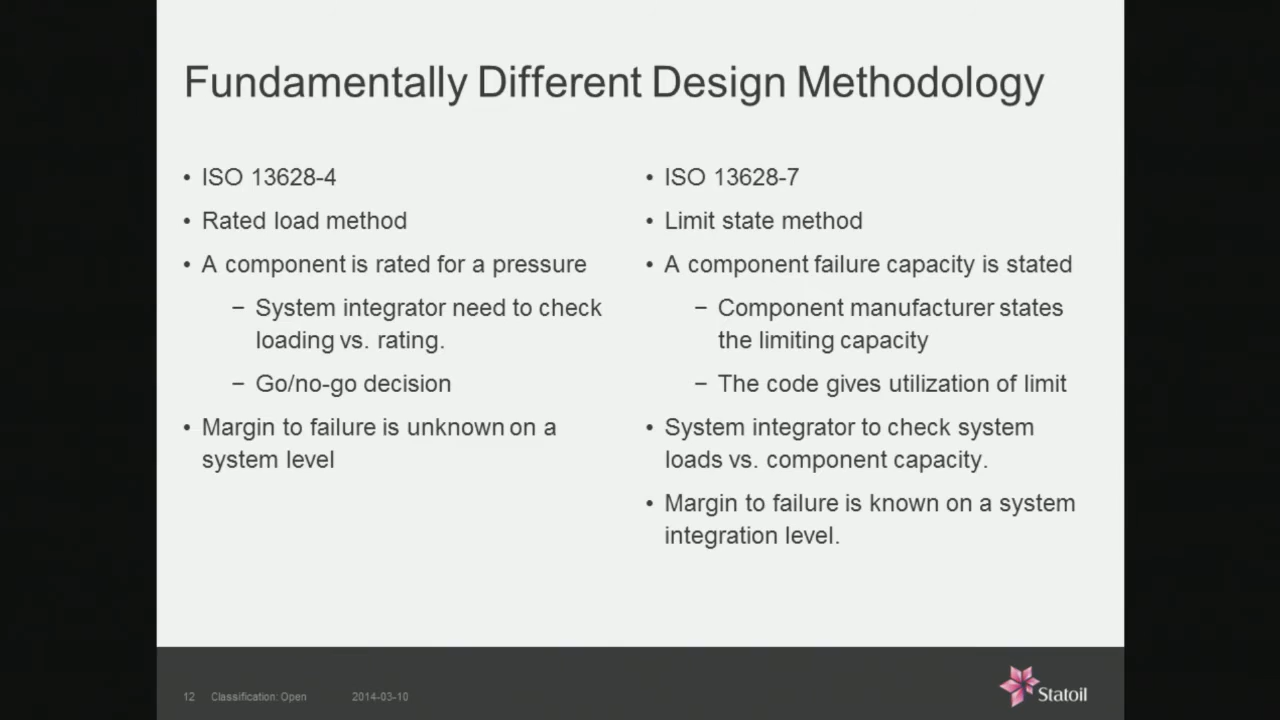 Fundamentally Different Design Methodology
• ISO 13628-4
• Rated load method
• A component is rated for a pressure
− System integrator need to check
loading vs. rating.
− Go/no-go decision
• Margin to failure is unknown on a
system level
• ISO 13628-7
• Limit state method
• A component failure capacity is stated
− Component manufacturer states
the limiting capacity
− The code gives utilization of limit
• System integrator to check system
loads vs. component capacity.
• Margin to failure is known on a system
integration level.
12 Classification: Open 2014-03-10
Statoil